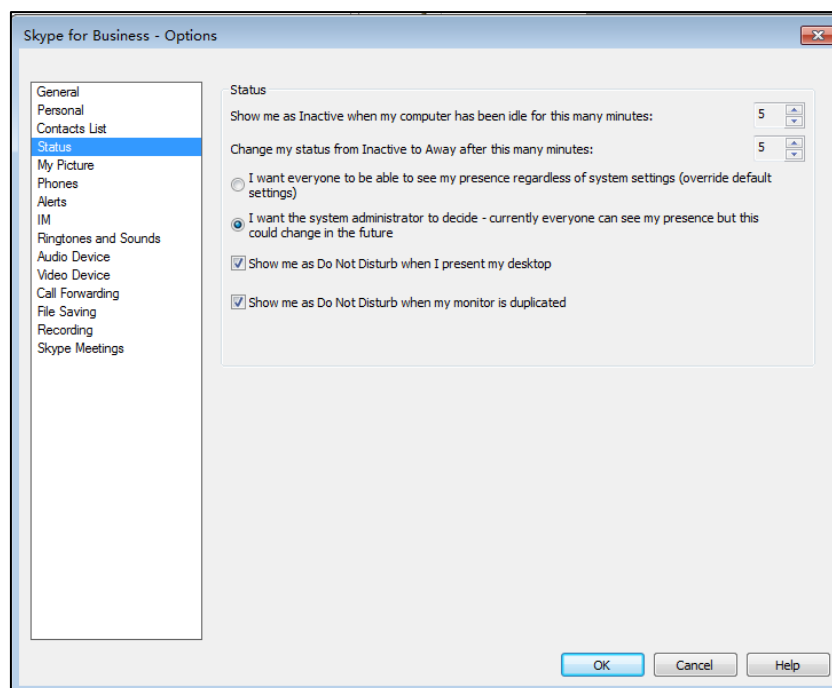 Skype for Business - Options
General
Personal
Contacts List
Status
My Picture
Phones
Alerts
IM
Ringtones and Sounds
Audio Device
Video Device
Call Forwarding
File Saving
Recording
Skype Meetings
Status
Show me as Inactive when my computer has been idle for this many minutes: 5
Change my status from Inactive to Away after this many minutes: 5
I want everyone to be able to see my presence regardless of system settings (override default
settings)
I want the system administrator to decide - currently everyone can see my presence but this
could change in the future
Show me as Do Not Disturb when I present my desktop
Show me as Do Not Disturb when my monitor is duplicated
OK Cancel Help